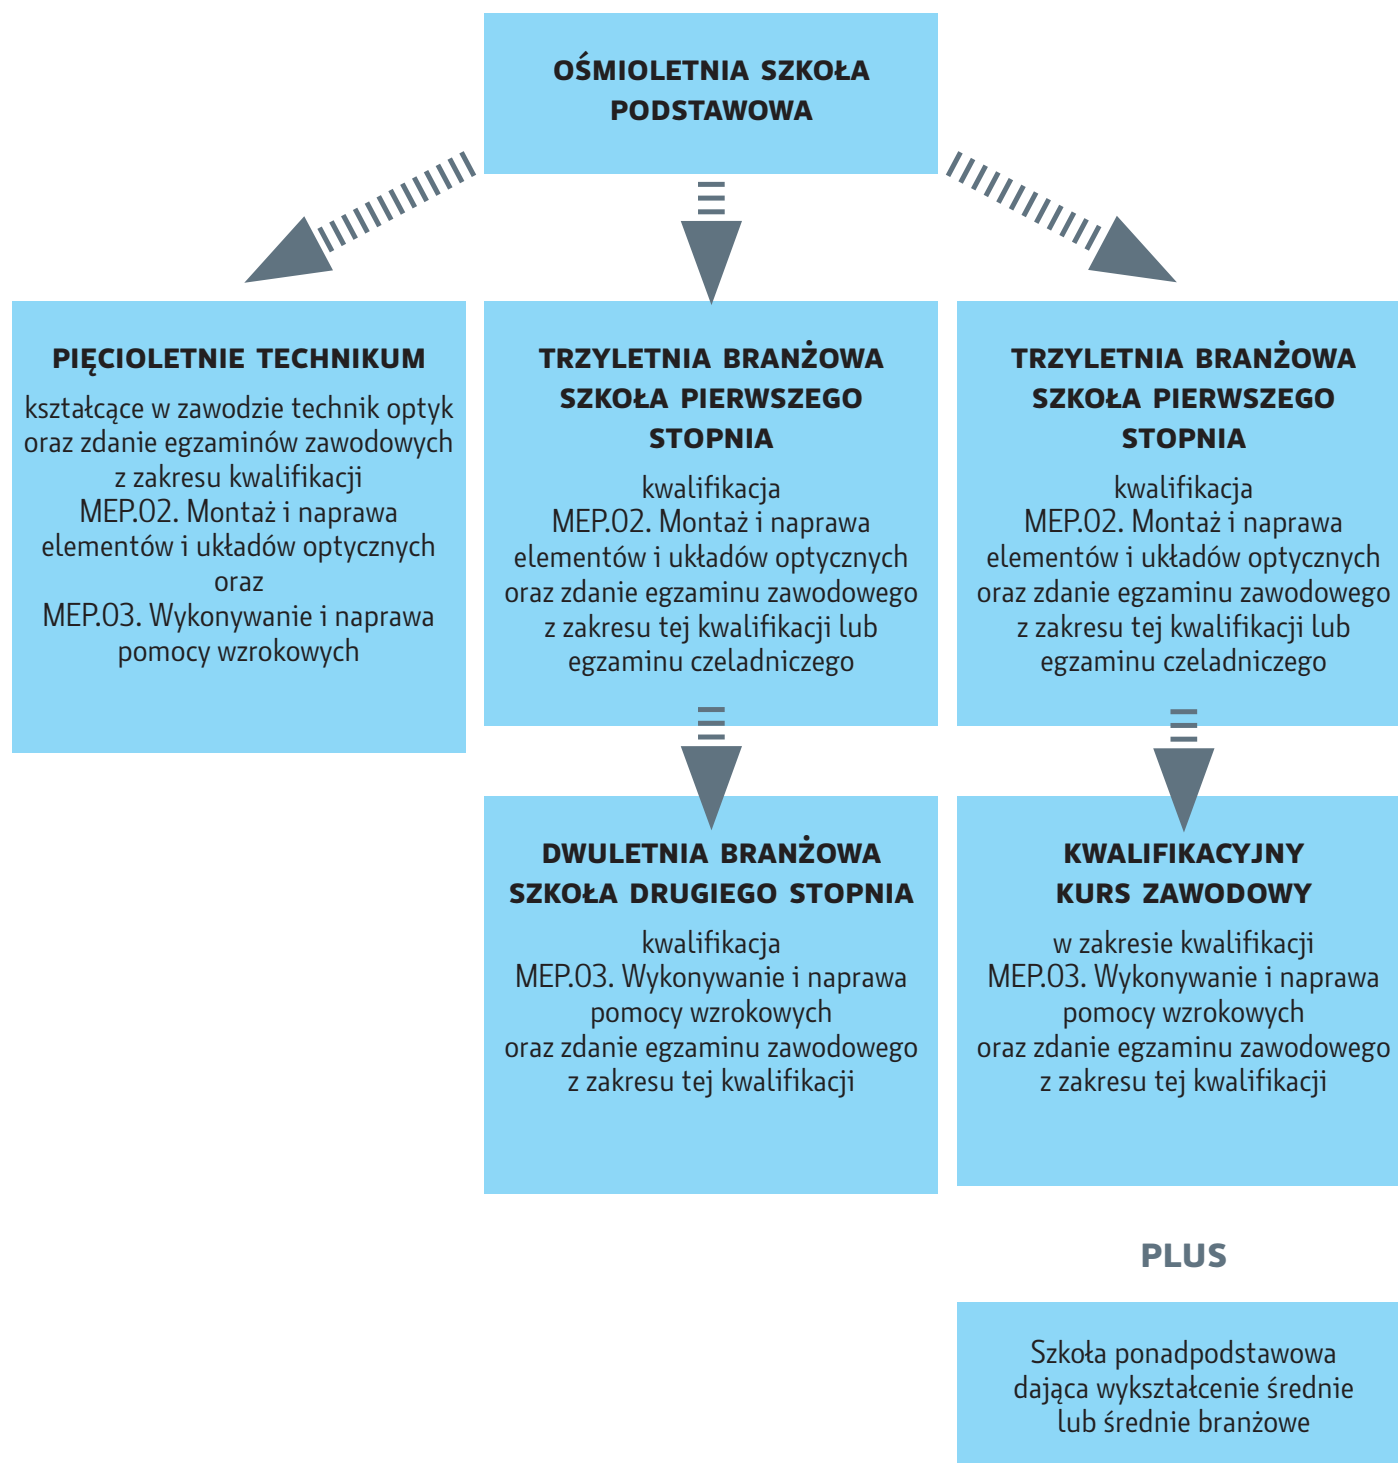 OŚMIOLETNIA SZKOŁA
PODSTAWOWA
PIĘCIOLETNIE TECHNIKUM
kształcące w zawodzie technik optyk
oraz zdanie egzaminów zawodowych
z zakresu kwalifikacji
MEP.02. Montaż i naprawa
elementów i układów optycznych
oraz
MEP.03. Wykonywanie i naprawa
pomocy wzrokowych
TRZYLETNIA BRANŻOWA
SZKOŁA PIERWSZEGO
STOPNIA
kwalifikacja
MEP.02. Montaż i naprawa
elementów i układów optycznych
oraz zdanie egzaminu zawodowego
z zakresu tej kwalifikacji lub
egzaminu czeladniczego
TRZYLETNIA BRANŻOWA
SZKOŁA PIERWSZEGO
STOPNIA
kwalifikacja
MEP.02. Montaż i naprawa
elementów i układów optycznych
oraz zdanie egzaminu zawodowego
z zakresu tej kwalifikacji lub
egzaminu czeladniczego
DWULETNIA BRANŻOWA
SZKOŁA DRUGIEGO STOPNIA
kwalifikacja
MEP.03. Wykonywanie i naprawa
pomocy wzrokowych
oraz zdanie egzaminu zawodowego
z zakresu tej kwalifikacji
KWALIFIKACYJNY
KURS ZAWODOWY
w zakresie kwalifikacji
MEP.03. Wykonywanie i naprawa
pomocy wzrokowych
oraz zdanie egzaminu zawodowego
z zakresu tej kwalifikacji
PLUS
Szkoła ponadpodstawowa
dająca wykształcenie średnie
lub średnie branżowe